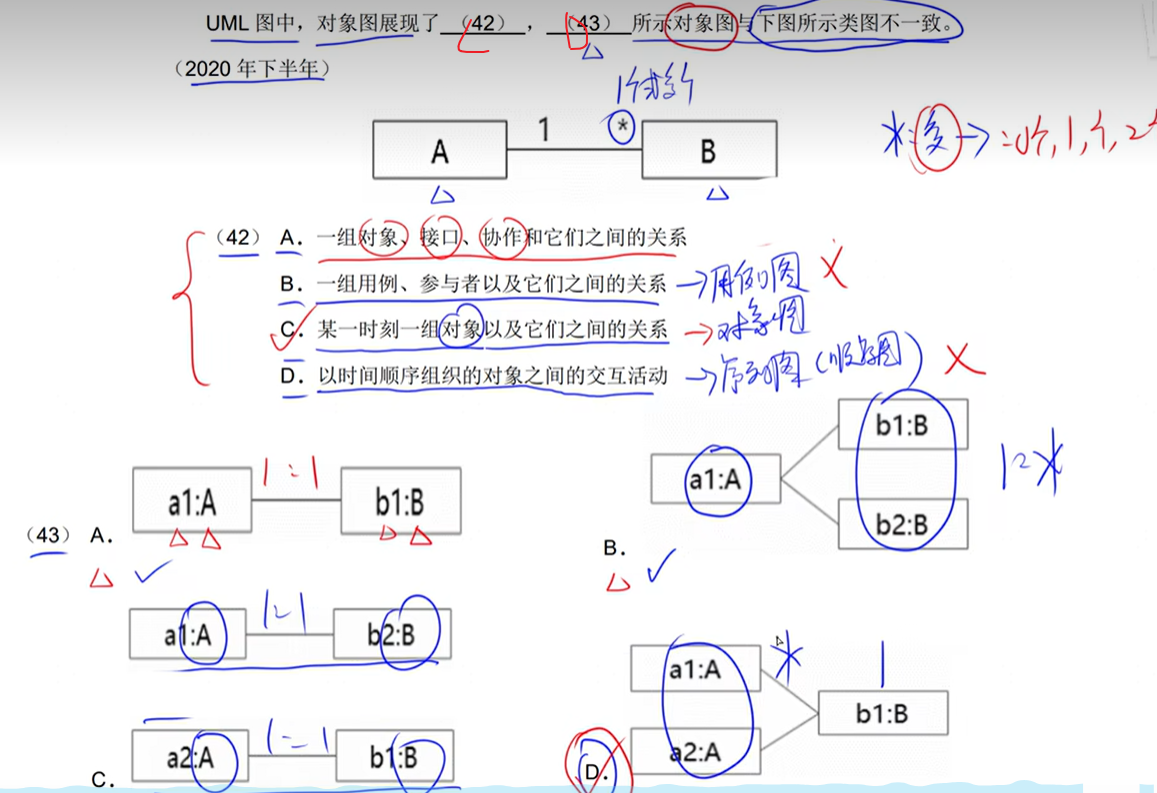 UML 图中，对象图展现了 (42) ， (43) 所示对象图与下图所示类图不一致。
（2020 年下半年）
1个或多个
A 1 * B
*:多→:0个,1个,2个
（42） A. 一组对象、接口、协作和它们之间的关系
B. 一组用例、参与者以及它们之间的关系 →用例图 ×
C. 某一时刻一组对象以及它们之间的关系 →对象图
D. 以时间顺序组织的对象之间的交互活动 →序列图(顺序图) ×
a1:A 1:1 b1:B
（43） A.
a1:A b1:B b2:B 1:*
B.
a1:A 1:1 b2:B
a2:A 1:1 b1:B
C.
a1:A * 1
b1:B
a2:A
D.